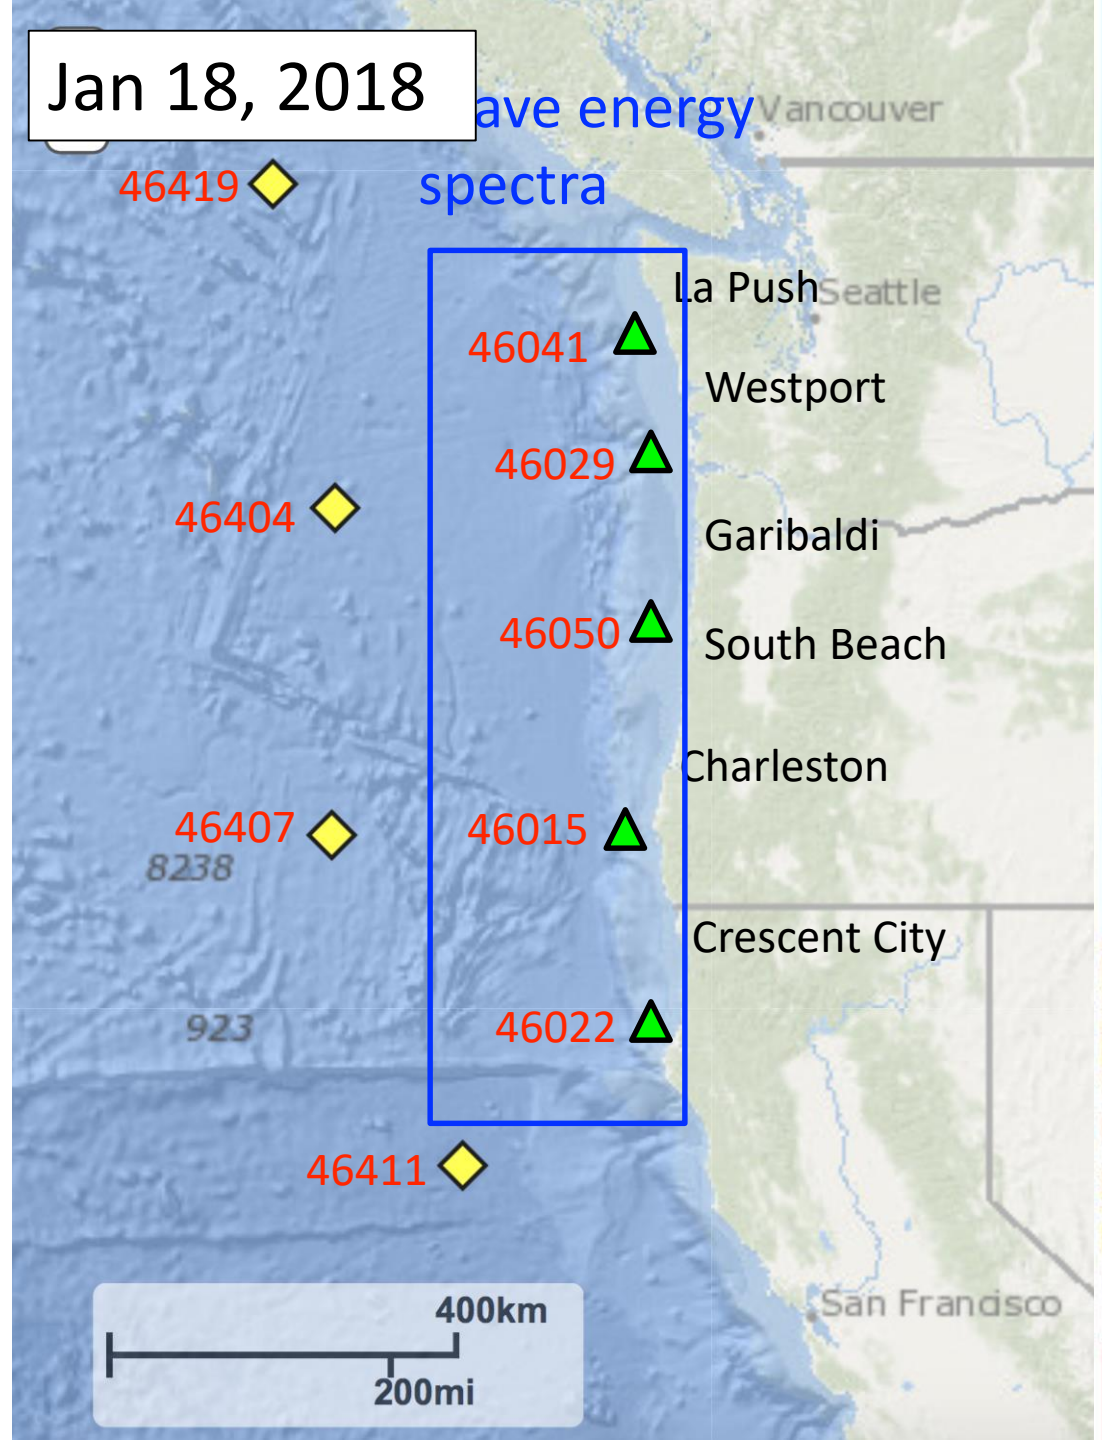 Jan 18, 2018
ave energy
spectra
Vancouver
46419
La Push
Seattle
46041
Westport
46029
46404
Garibaldi
46050
South Beach
Charleston
46407
46015
8238
Crescent City
46022
923
46411
400km
San Francisco
200mi